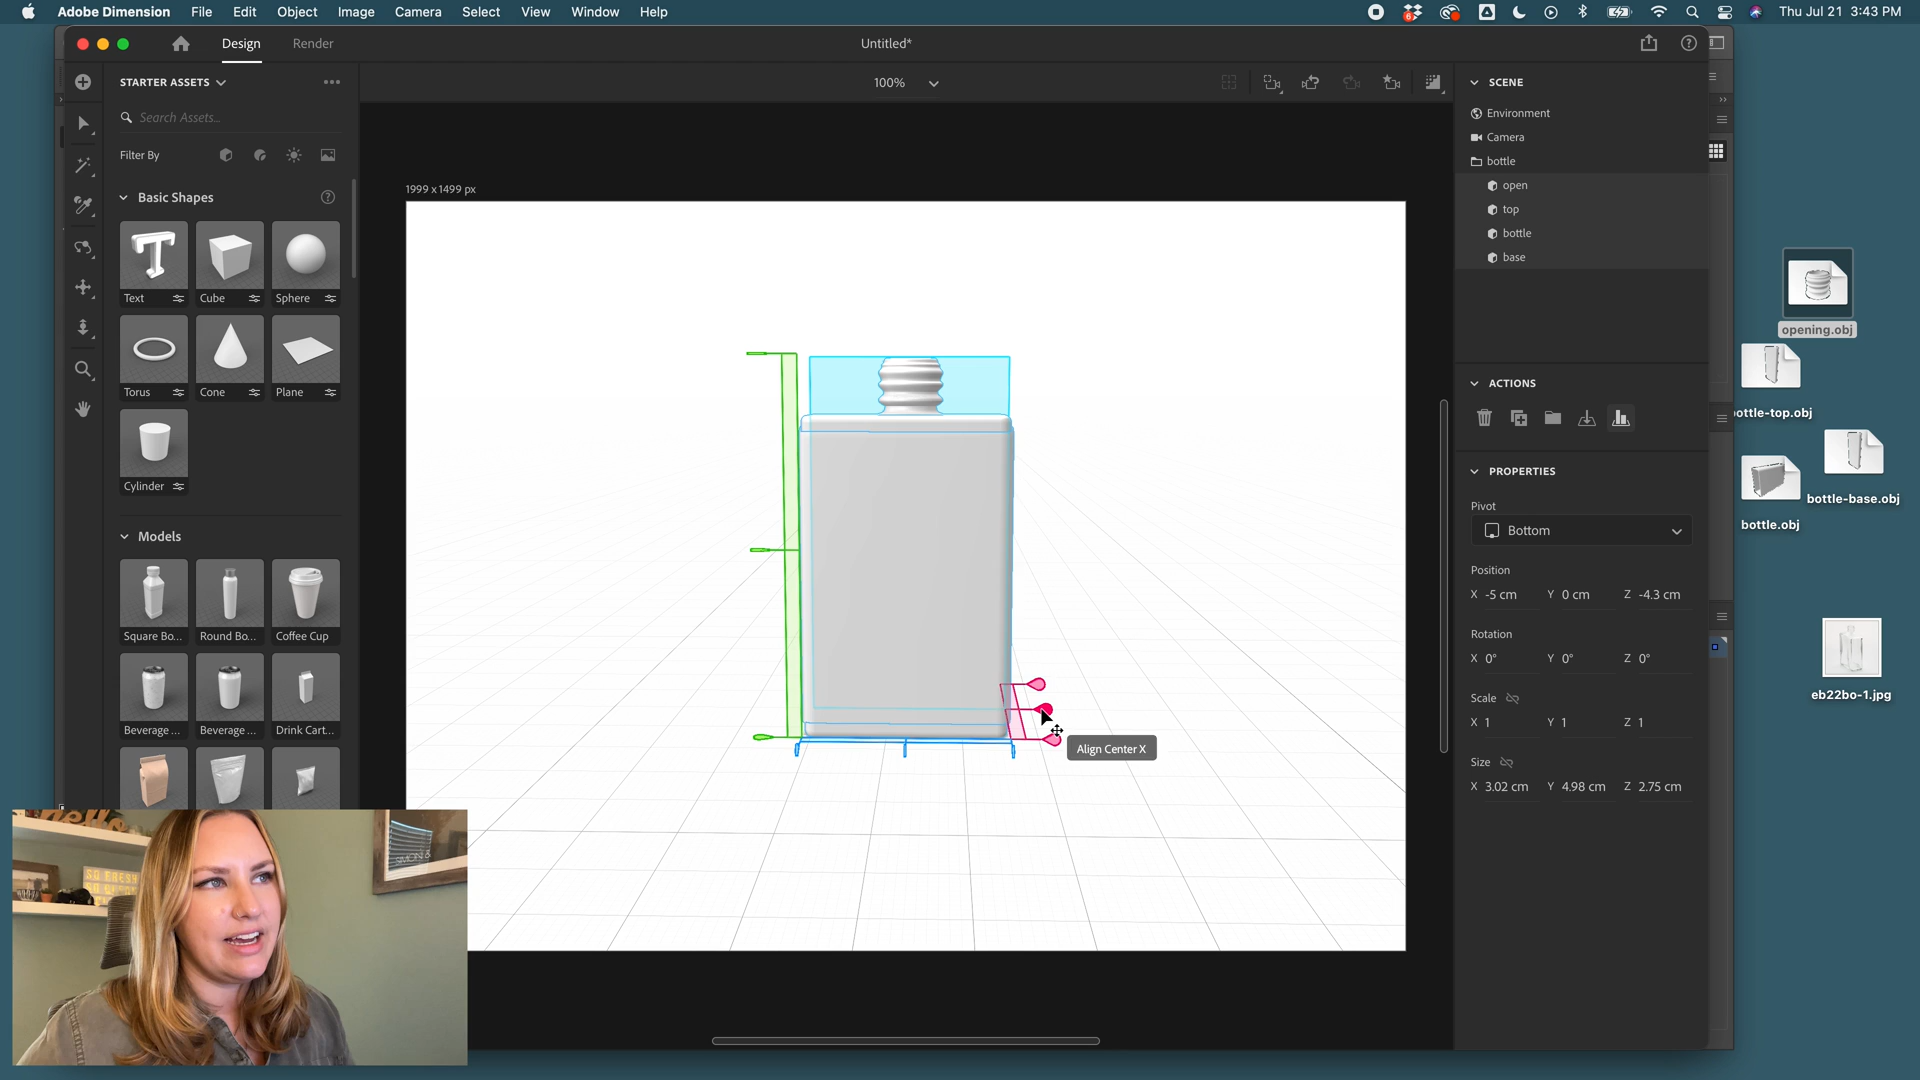 Adobe Dimension File Edit Object Image Camera Select View Window Help
6
Thu Jul 21 3:43 PM
Design Render
Untitled*
STARTER ASSETS
100%
Search Assets...
Filter By
Basic Shapes
Text Cube Sphere
Torus Cone Plane
Cylinder
Models
Square Bo... Round Bo... Coffee Cup
Beverage ... Beverage ... Drink Cart...
1999 x 1499 px
Align Center X
SCENE
Environment
Camera
bottle
open
top
bottle
base
ACTIONS
PROPERTIES
Pivot
Bottom
Position
X -5 cm Y 0 cm Z -4.3 cm
Rotation
X 0° Y 0° Z 0°
Scale
X 1 Y 1 Z 1
Size
X 3.02 cm Y 4.98 cm Z 2.75 cm
opening.obj
ottle-top.obj
bottle-base.obj
bottle.obj
eb22bo-1.jpg
hello
SO FRESH